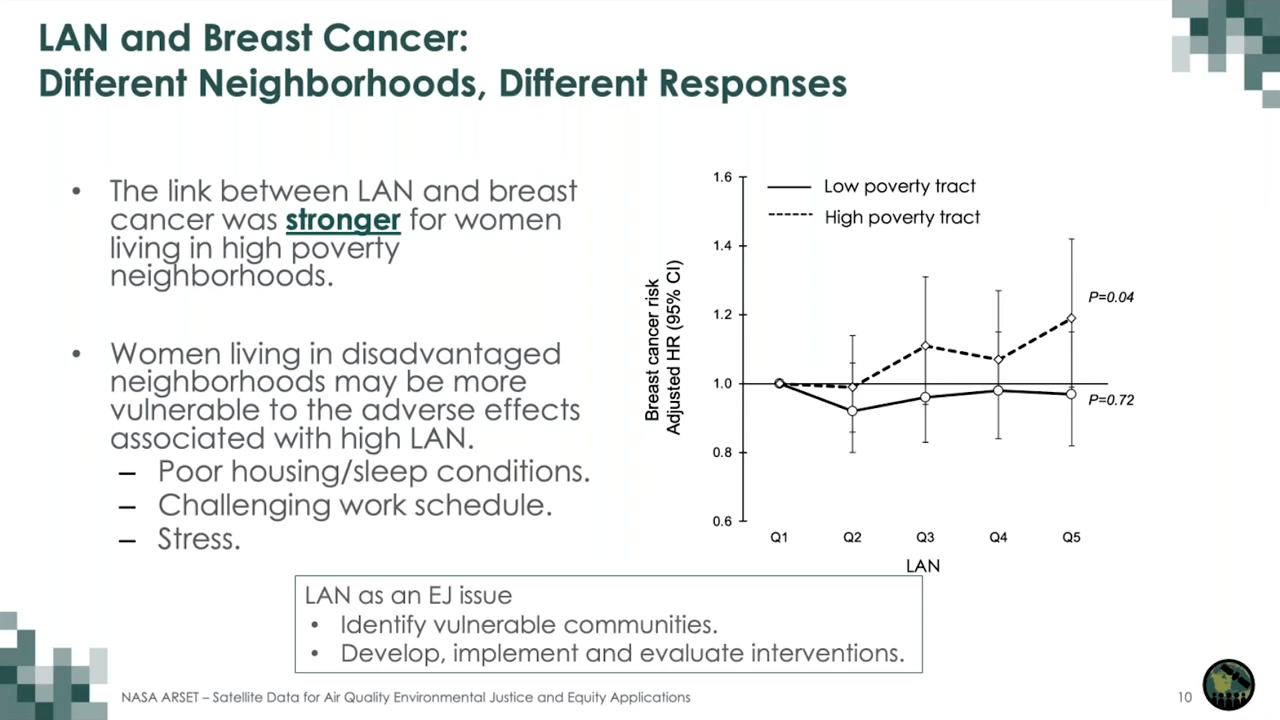 LAN and Breast Cancer:
Different Neighborhoods, Different Responses
• The link between LAN and breast
cancer was stronger for women
living in high poverty
neighborhoods.
• Women living in disadvantaged
neighborhoods may be more
vulnerable to the adverse effects
associated with high LAN.
– Poor housing/sleep conditions.
– Challenging work schedule.
– Stress.
Low poverty tract
High poverty tract
Breast cancer risk
Adjusted HR (95% CI)
1.6
1.4
1.2
1.0
0.8
0.6
P=0.04
P=0.72
Q1 Q2 Q3 Q4 Q5
LAN
LAN as an EJ issue
• Identify vulnerable communities.
• Develop, implement and evaluate interventions.
NASA ARSET – Satellite Data for Air Quality Environmental Justice and Equity Applications
10